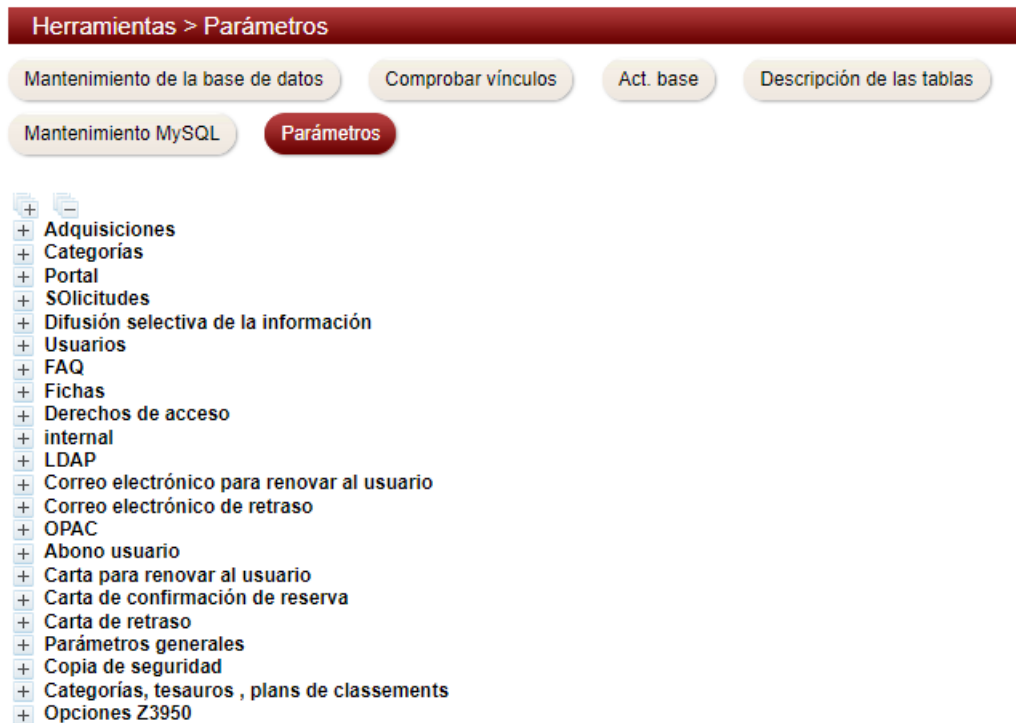 Herramientas > Parámetros
Mantenimiento de la base de datos Comprobar vínculos Act. base Descripción de las tablas
Mantenimiento MySQL Parámetros
Adquisiciones
Categorías
Portal
SOlicitudes
Difusión selectiva de la información
Usuarios
FAQ
Fichas
Derechos de acceso
internal
LDAP
Correo electrónico para renovar al usuario
Correo electrónico de retraso
OPAC
Abono usuario
Carta para renovar al usuario
Carta de confirmación de reserva
Carta de retraso
Parámetros generales
Copia de seguridad
Categorías, tesauros , plans de classements
Opciones Z3950